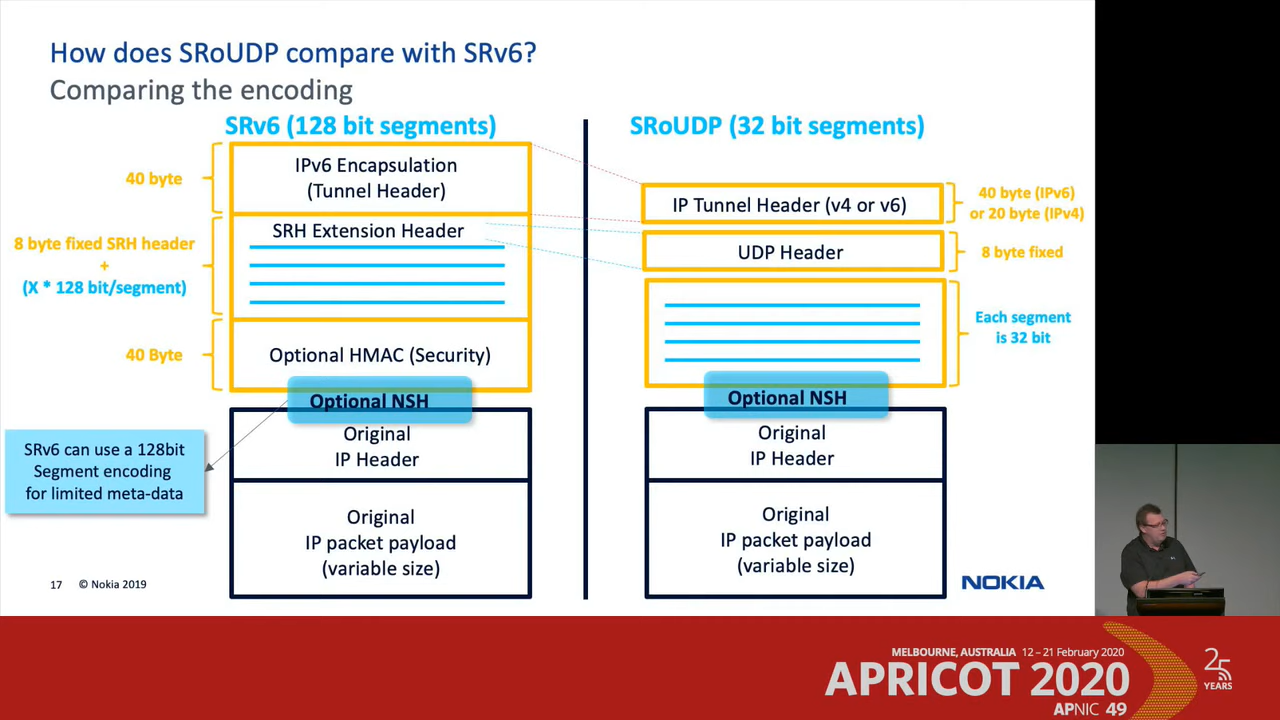 How does SRoUDP compare with SRv6?
Comparing the encoding
SRv6 (128 bit segments)
40 byte
IPv6 Encapsulation
(Tunnel Header)
8 byte fixed SRH header
+
(X * 128 bit/segment)
SRH Extension Header
40 Byte
Optional HMAC (Security)
Optional NSH
Original
IP Header
SRv6 can use a 128bit
Segment encoding
for limited meta-data
Original
IP packet payload
(variable size)
SRoUDP (32 bit segments)
IP Tunnel Header (v4 or v6)
40 byte (IPv6)
or 20 byte (IPv4)
UDP Header
8 byte fixed
Each segment
is 32 bit
Optional NSH
Original
IP Header
Original
IP packet payload
(variable size)
17 © Nokia 2019
NOKIA
MELBOURNE, AUSTRALIA 12 – 21 February 2020
APRICOT 2020
APNIC 49
25
YEARS